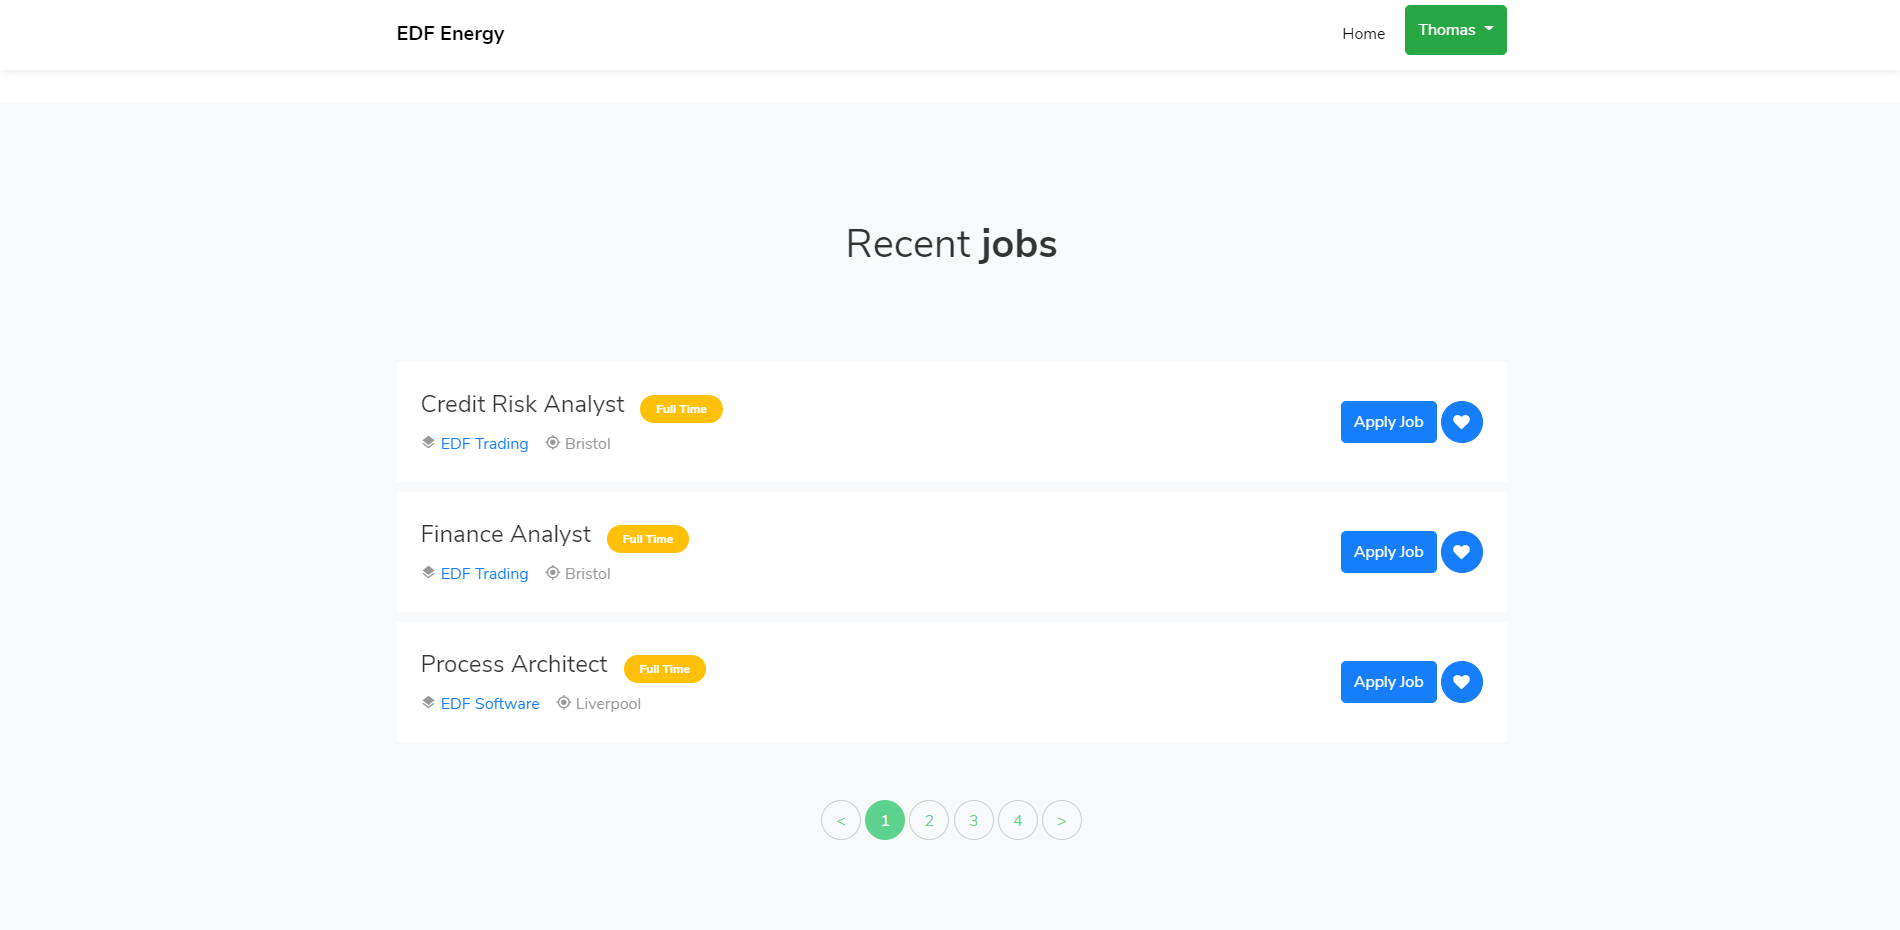 EDF Energy
Home
Thomas
Recent jobs
Credit Risk Analyst Full Time
EDF Trading Bristol
Apply Job
Finance Analyst Full Time
EDF Trading Bristol
Apply Job
Process Architect Full Time
EDF Software Liverpool
Apply Job
< 1 2 3 4 >